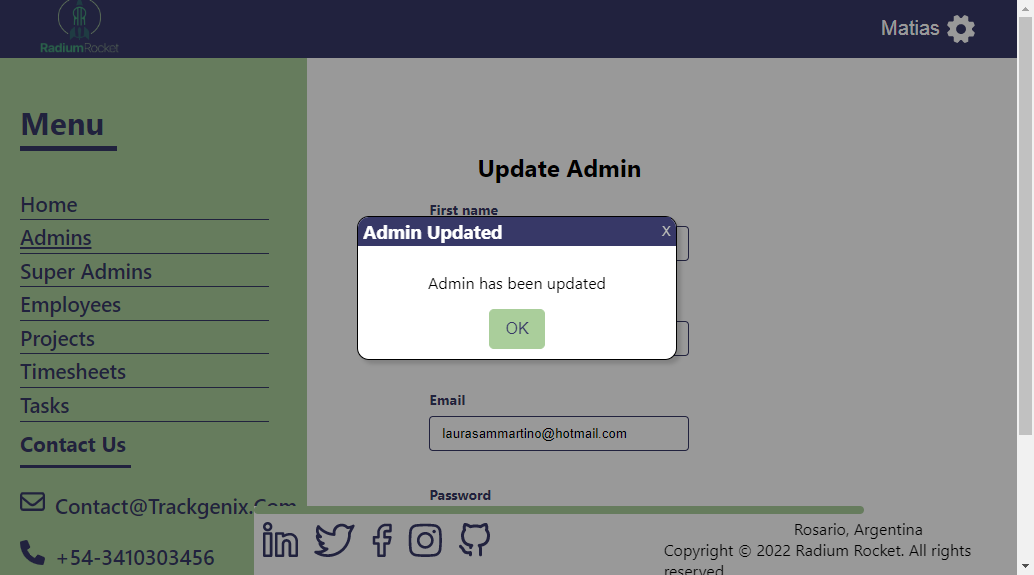 RadiumRocket
Matias
Menu
Home
Admins
Super Admins
Employees
Projects
Timesheets
Tasks
Contact Us
Contact@Trackgenix.Com
+54-3410303456
Update Admin
First name
Admin Updated
X
Admin has been updated
OK
Email
laurasammartino@hotmail.com
Password
Rosario, Argentina
Copyright © 2022 Radium Rocket. All rights
reserved